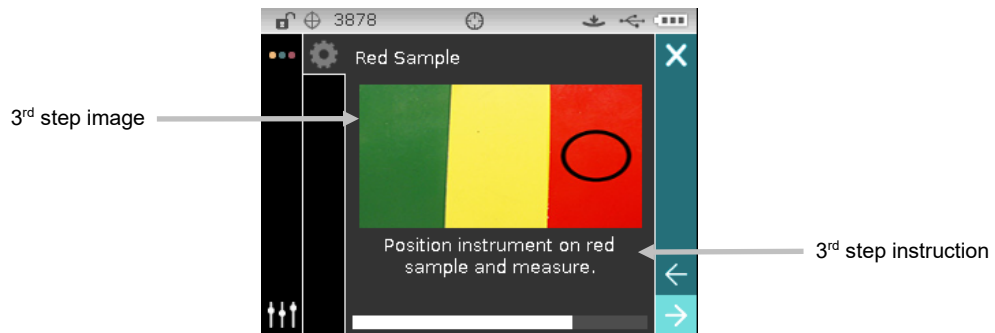 3878
Red Sample
3rd step image
Position instrument on red
sample and measure.
3rd step instruction